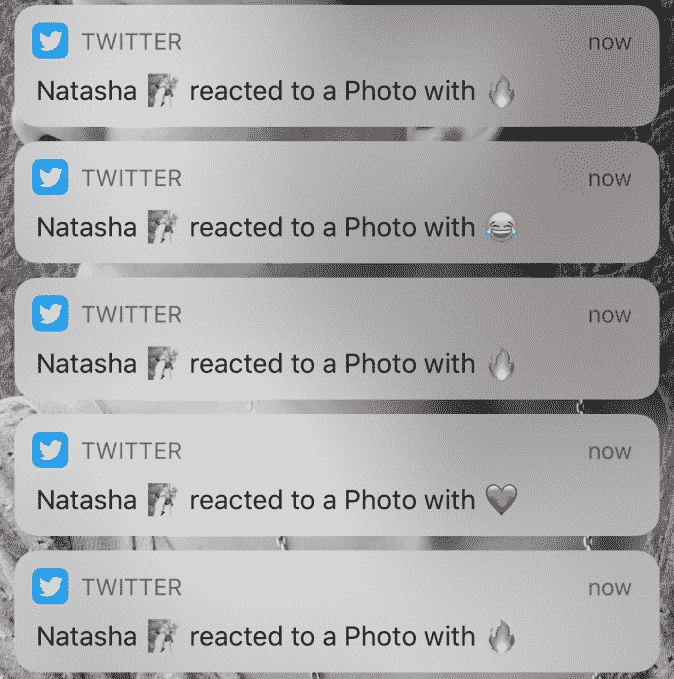 TWITTER now
Natasha 🧚 reacted to a Photo with 🔥
TWITTER now
Natasha 🧚 reacted to a Photo with 😂
TWITTER now
Natasha 🧚 reacted to a Photo with 🔥
TWITTER now
Natasha 🧚 reacted to a Photo with ❤️
TWITTER now
Natasha 🧚 reacted to a Photo with 🔥